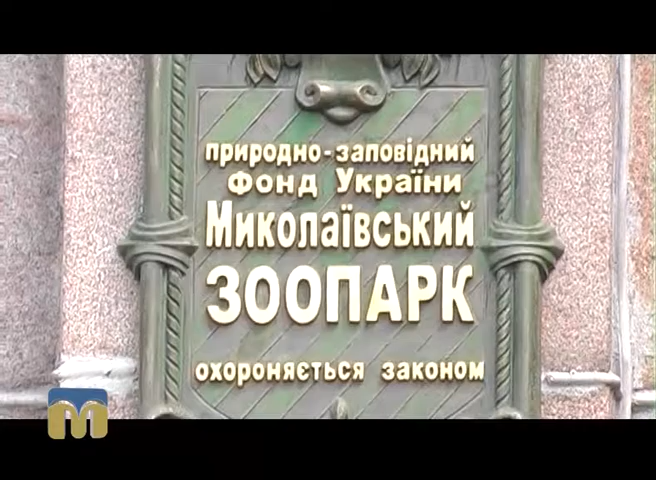 природно-заповідний
Фонд України
Миколаївський
ЗООПАРК
охороняється законом
m